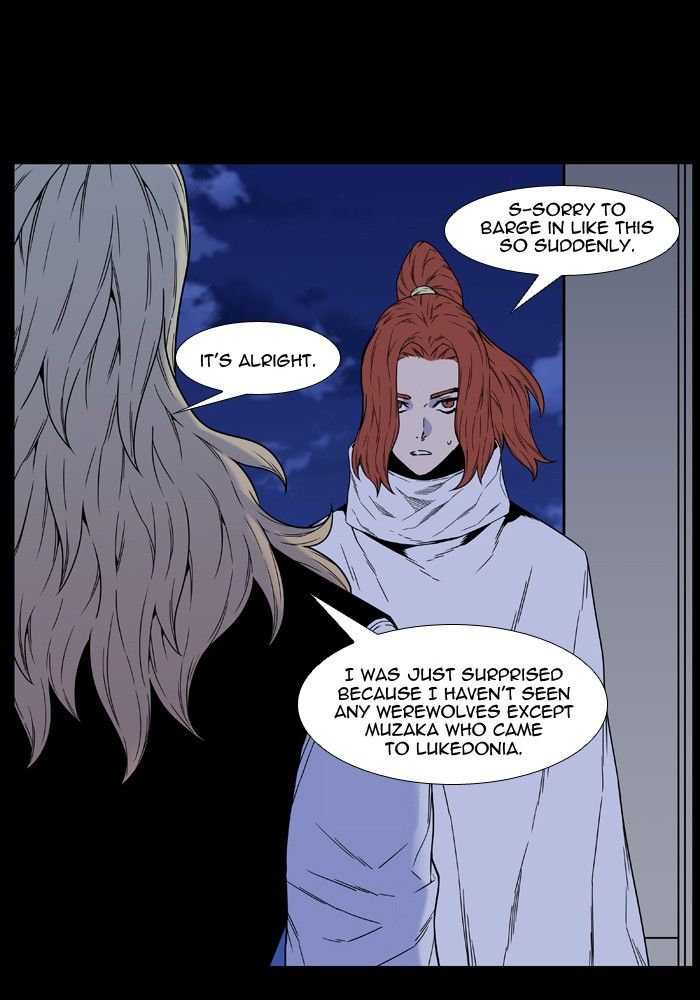 S-SORRY TO
BARGE IN LIKE THIS
SO SUDDENLY.
IT'S ALRIGHT.
I WAS JUST SURPRISED
BECAUSE I HAVEN'T SEEN
ANY WEREWOLVES EXCEPT
MUZAKA WHO CAME
TO LUKEDONIA.